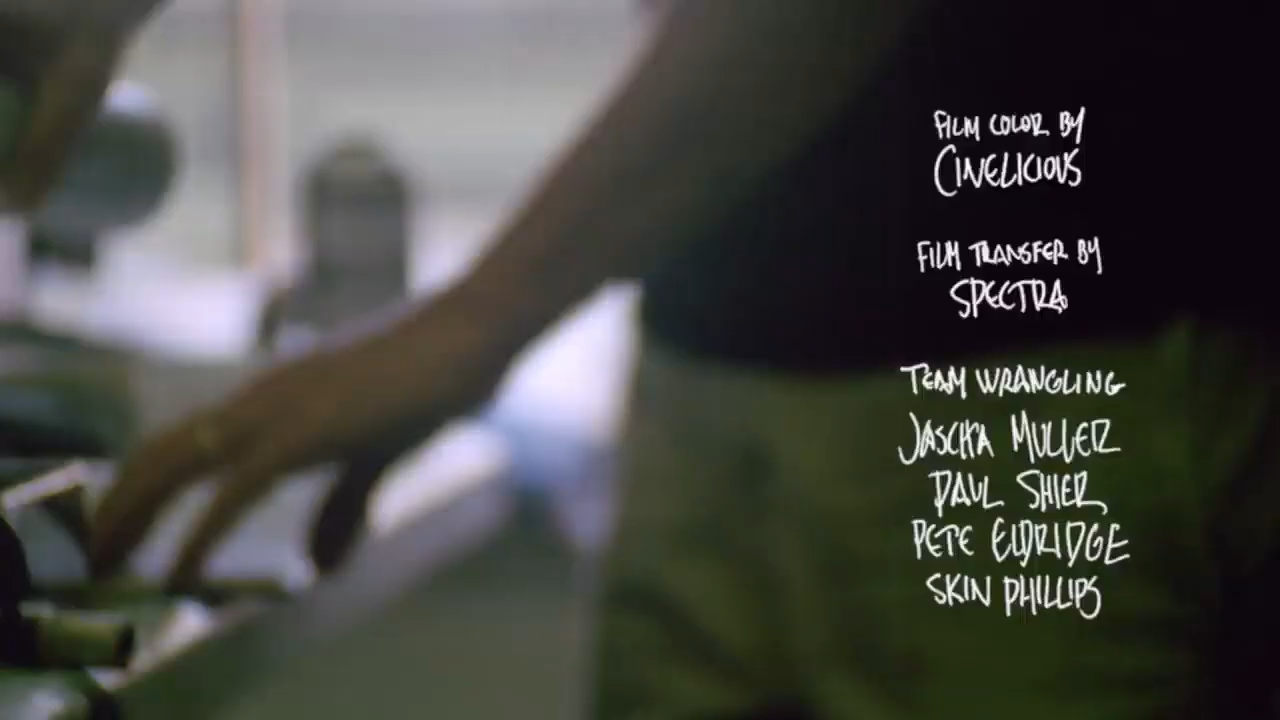 FILM COLOR BY
CINELICIOUS
FILM TRANSFER BY
SPECTRA
TEAM WRANGLING
JASCHA MULLER
PAUL SHIER
PETE ELDRIDGE
SKIN PHILLIPS